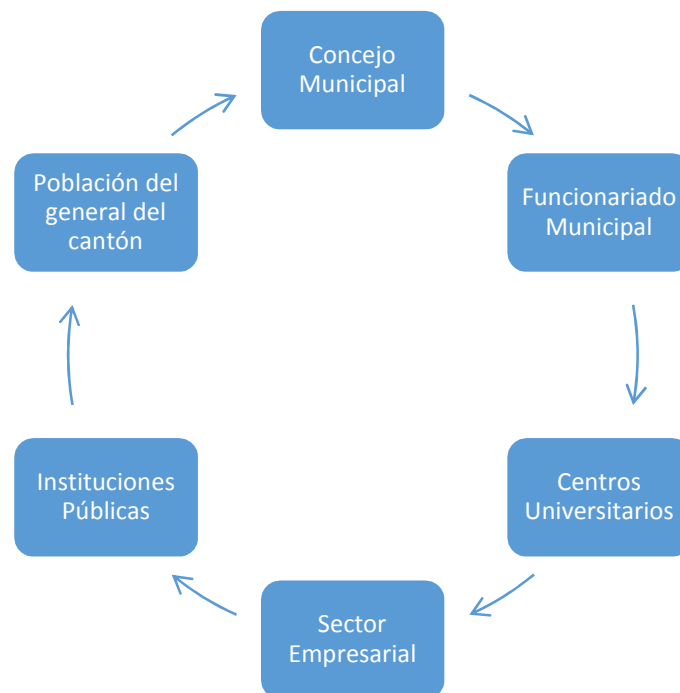 Concejo
Municipal
Funcionariado
Municipal
Centros
Universitarios
Sector
Empresarial
Instituciones
Públicas
Población del
general del
cantón